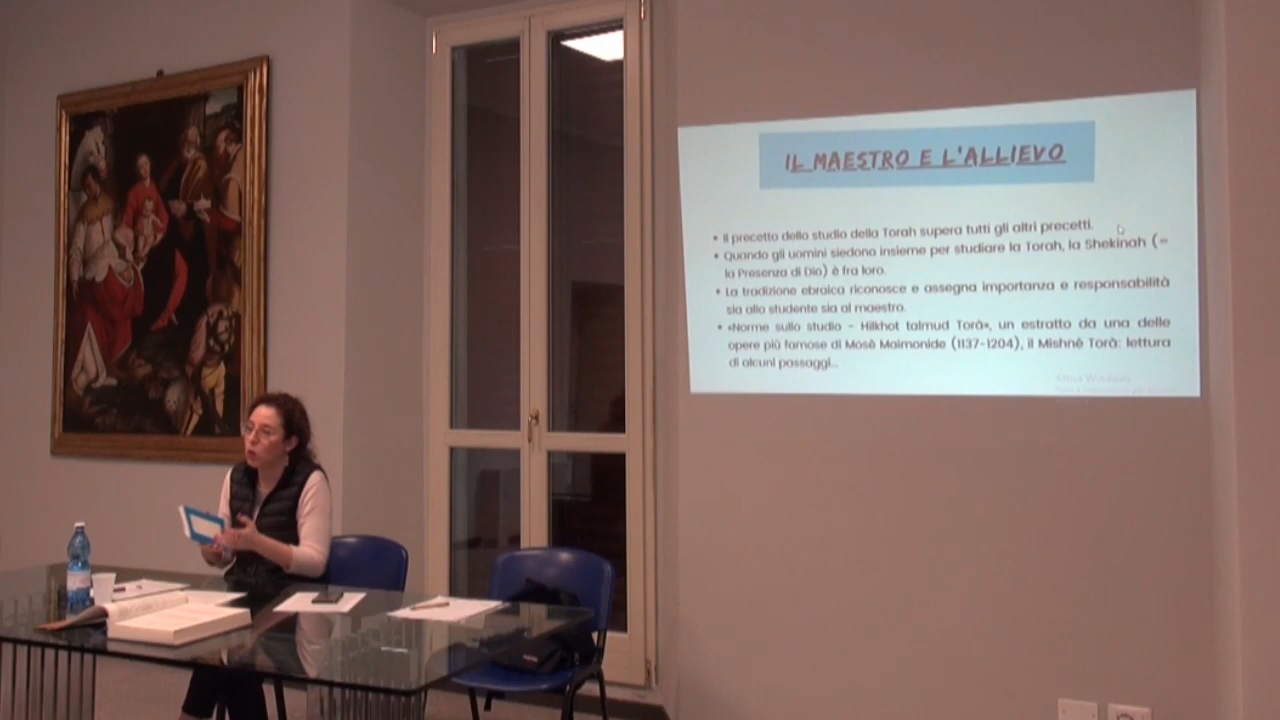 IL MAESTRO E L'ALLIEVO
• Il precetto dello studio della Torah supera tutti gli altri precetti.
• Quando gli uomini siedono insieme per studiare la Torah, la Shekinah (=
la Presenza di Dio) è fra loro.
• La tradizione ebraica riconosce e assegna importanza e responsabilità
sia allo studente sia al maestro.
• «Norme sullo studio - Hilkhot talmud Torà», un estratto da una delle
opere più famose di Mosè Maimonide (1137-1204), il Mishnè Torà: lettura
di alcuni passaggi...
Attiva Windows